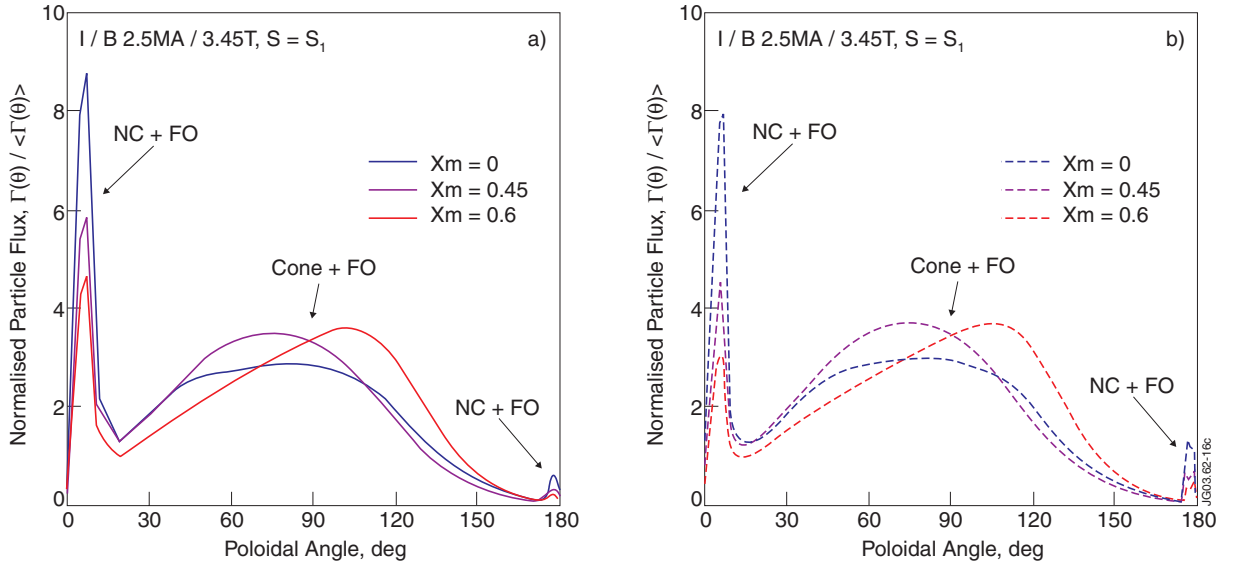 10
8
6
4
2
0
Normalised Particle Flux, Γ(θ) / <Γ(θ)>
I / B 2.5MA / 3.45T, S = S₁
a)
NC + FO
Xm = 0
Xm = 0.45
Xm = 0.6
Cone + FO
NC + FO
0 30 60 90 120 150 180
Poloidal Angle, deg
10
8
6
4
2
0
Normalised Particle Flux, Γ(θ) / <Γ(θ)>
I / B 2.5MA / 3.45T, S = S₁
b)
NC + FO
Xm = 0
Xm = 0.45
Xm = 0.6
Cone + FO
NC + FO
0 30 60 90 120 150 180
Poloidal Angle, deg
JG03.62-16c